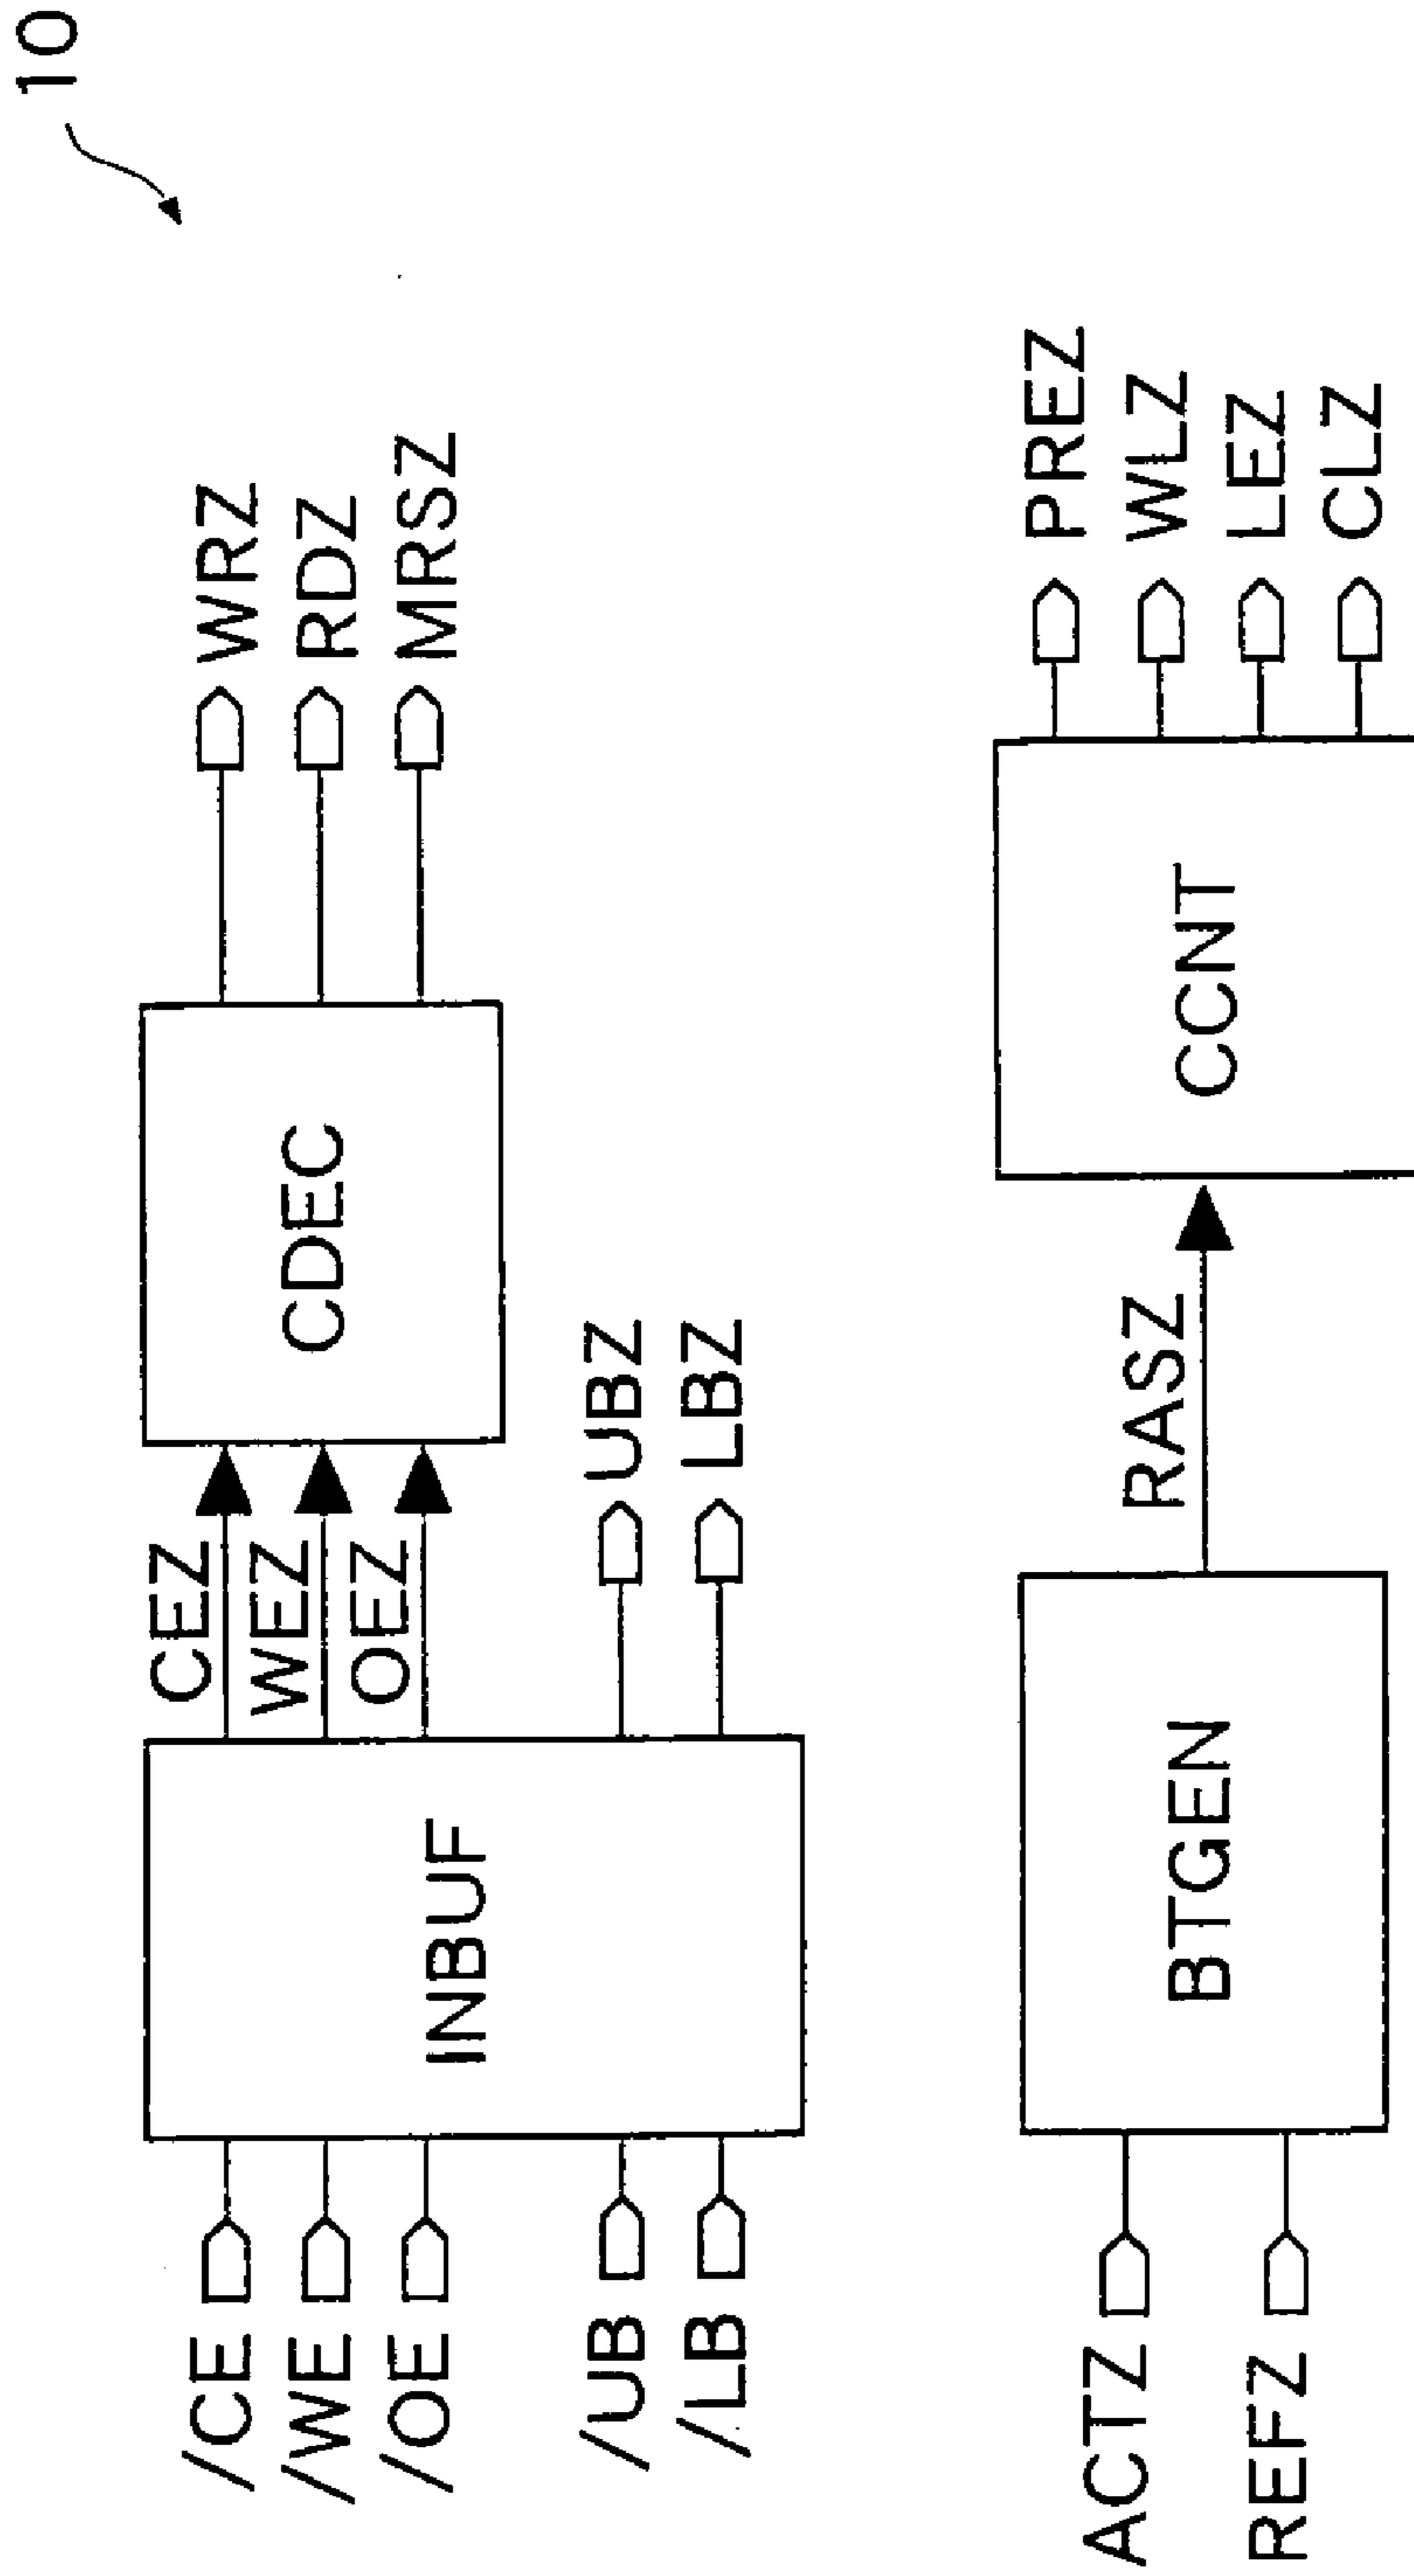 10
/CE
/WE
/OE
/UB
/LB
INBUF
CEZ
WEZ
OEZ
UBZ
LBZ
CDEC
WRZ
RDZ
MRSZ
ACTZ
REFZ
BTGEN
RASZ
CCNT
PREZ
WLZ
LEZ
CLZ